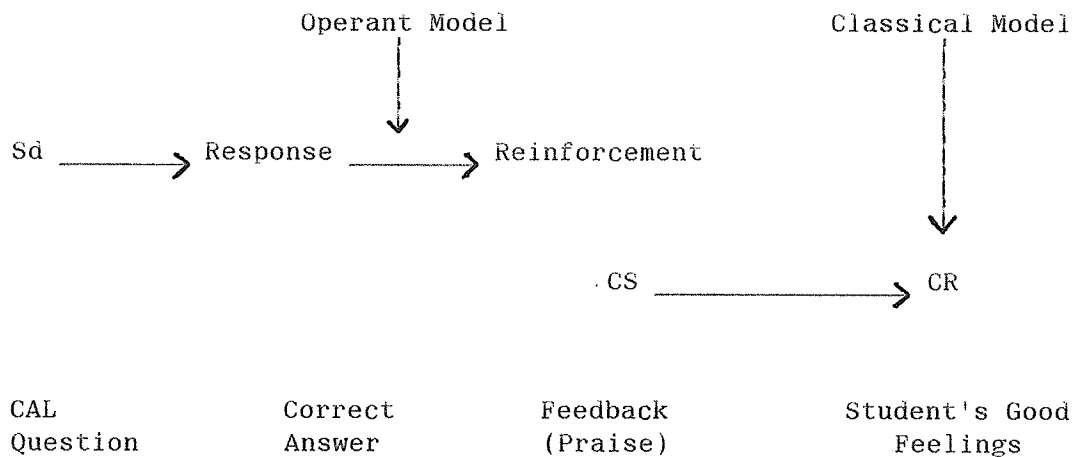 Operant Model Classical Model
Sd Response Reinforcement
CS CR
CAL Correct Feedback Student's Good
Question Answer (Praise) Feelings